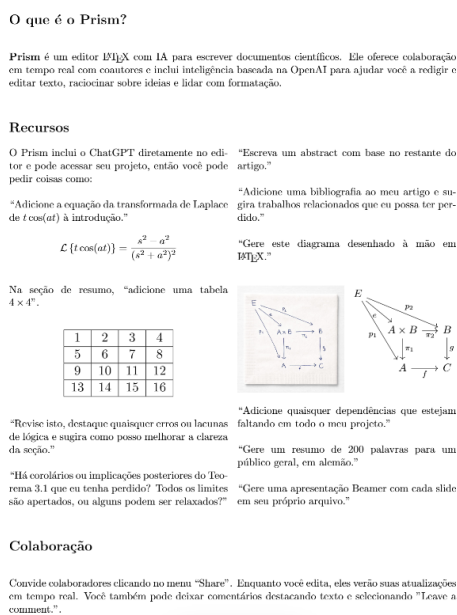 O que é o Prism?
Prism é um editor LATEX com IA para escrever documentos científicos. Ele oferece colaboração
em tempo real com coautores e inclui inteligência baseada na OpenAI para ajudar você a redigir e
editar texto, raciocinar sobre ideias e lidar com formatação.
Recursos
O Prism inclui o ChatGPT diretamente no edi-
tor e pode acessar seu projeto, então você pode
pedir coisas como:
“Adicione a equação da transformada de Laplace
de t cos(at) à introdução.”
L {t cos(at)} = (s² − a²) / (s² + a²)²
Na seção de resumo, “adicione uma tabela
4 × 4”.
1 2 3 4
5 6 7 8
9 10 11 12
13 14 15 16
“Revise isto, destaque quaisquer erros ou lacunas
de lógica e sugira como posso melhorar a clareza
da seção.”
“Há corolários ou implicações posteriores do Teo-
rema 3.1 que eu tenha perdido? Todos os limites
são apertados, ou alguns podem ser relaxados?”
“Escreva um abstract com base no restante do
artigo.”
“Adicione uma bibliografia ao meu artigo e su-
gira trabalhos relacionados que eu possa ter per-
dido.”
“Gere este diagrama desenhado à mão em
LATEX.”
E
A×B B
A C
E
p₂
e
p₁ A × B π₂ B
π₁ g
A f C
“Adicione quaisquer dependências que estejam
faltando em todo o meu projeto.”
“Gere um resumo de 200 palavras para um
público geral, em alemão.”
“Gere uma apresentação Beamer com cada slide
em seu próprio arquivo.”
Colaboração
Convide colaboradores clicando no menu “Share”. Enquanto você edita, eles verão suas atualizações
em tempo real. Você também pode deixar comentários destacando texto e selecionando ”Leave a
comment.”.